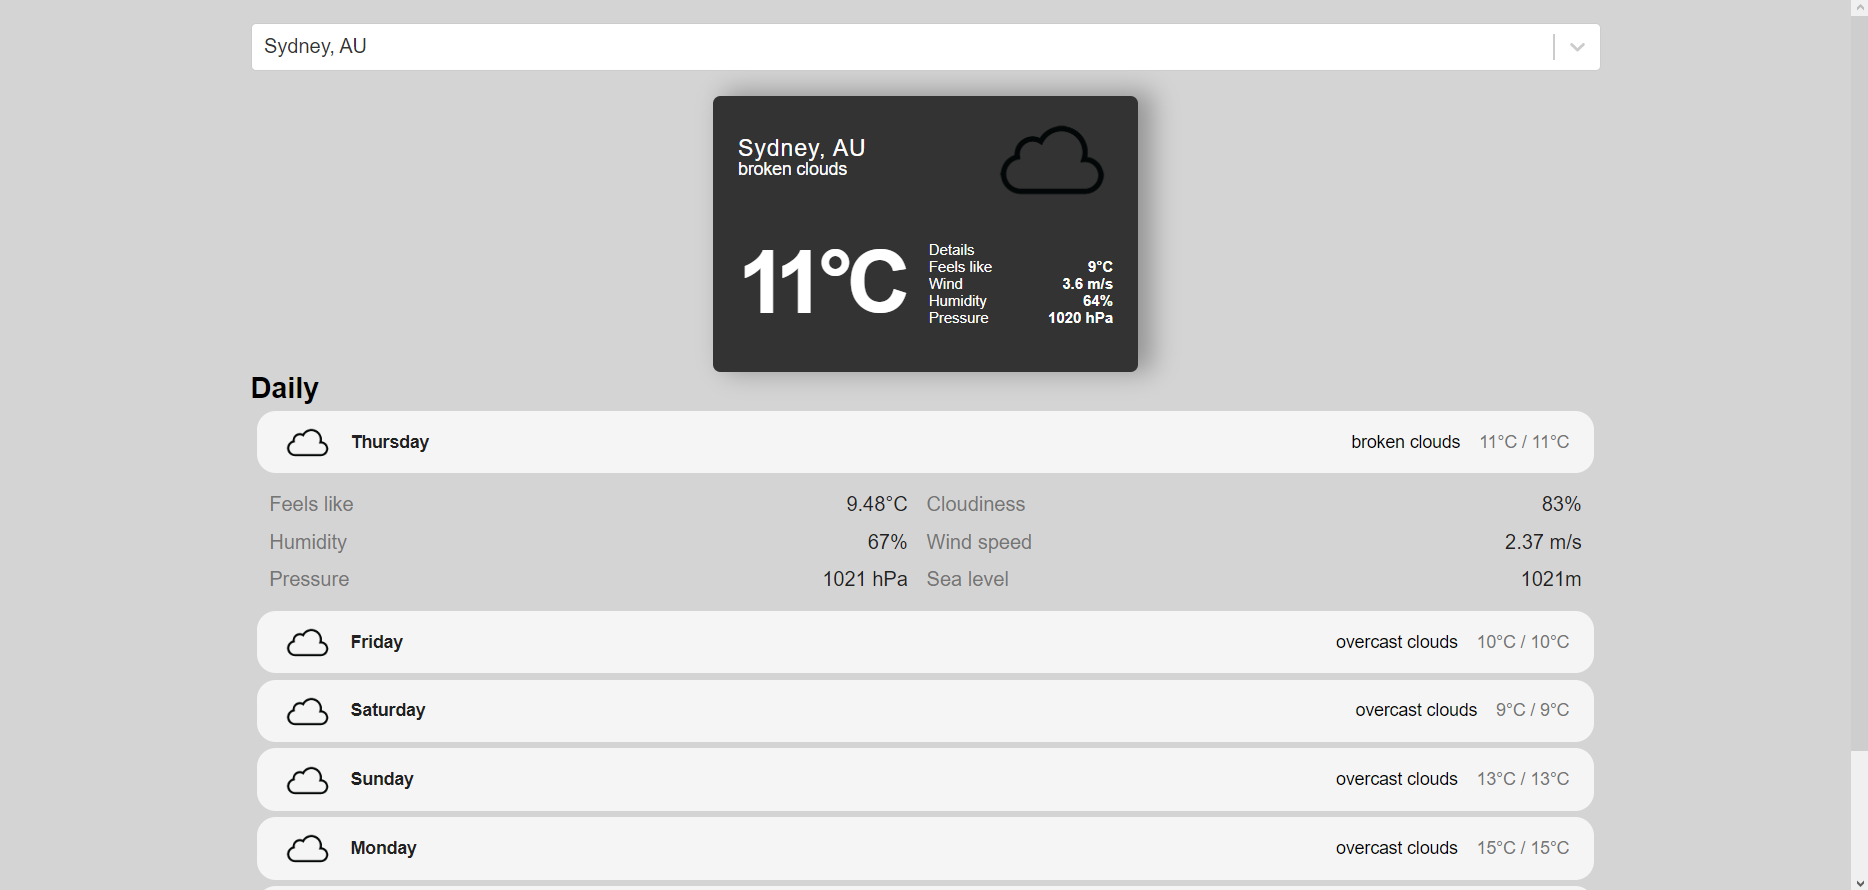 Sydney, AU
Sydney, AU
broken clouds
11°C
Details
Feels like 9°C
Wind 3.6 m/s
Humidity 64%
Pressure 1020 hPa
Daily
Thursday broken clouds 11°C / 11°C
Feels like 9.48°C Cloudiness 83%
Humidity 67% Wind speed 2.37 m/s
Pressure 1021 hPa Sea level 1021m
Friday overcast clouds 10°C / 10°C
Saturday overcast clouds 9°C / 9°C
Sunday overcast clouds 13°C / 13°C
Monday overcast clouds 15°C / 15°C